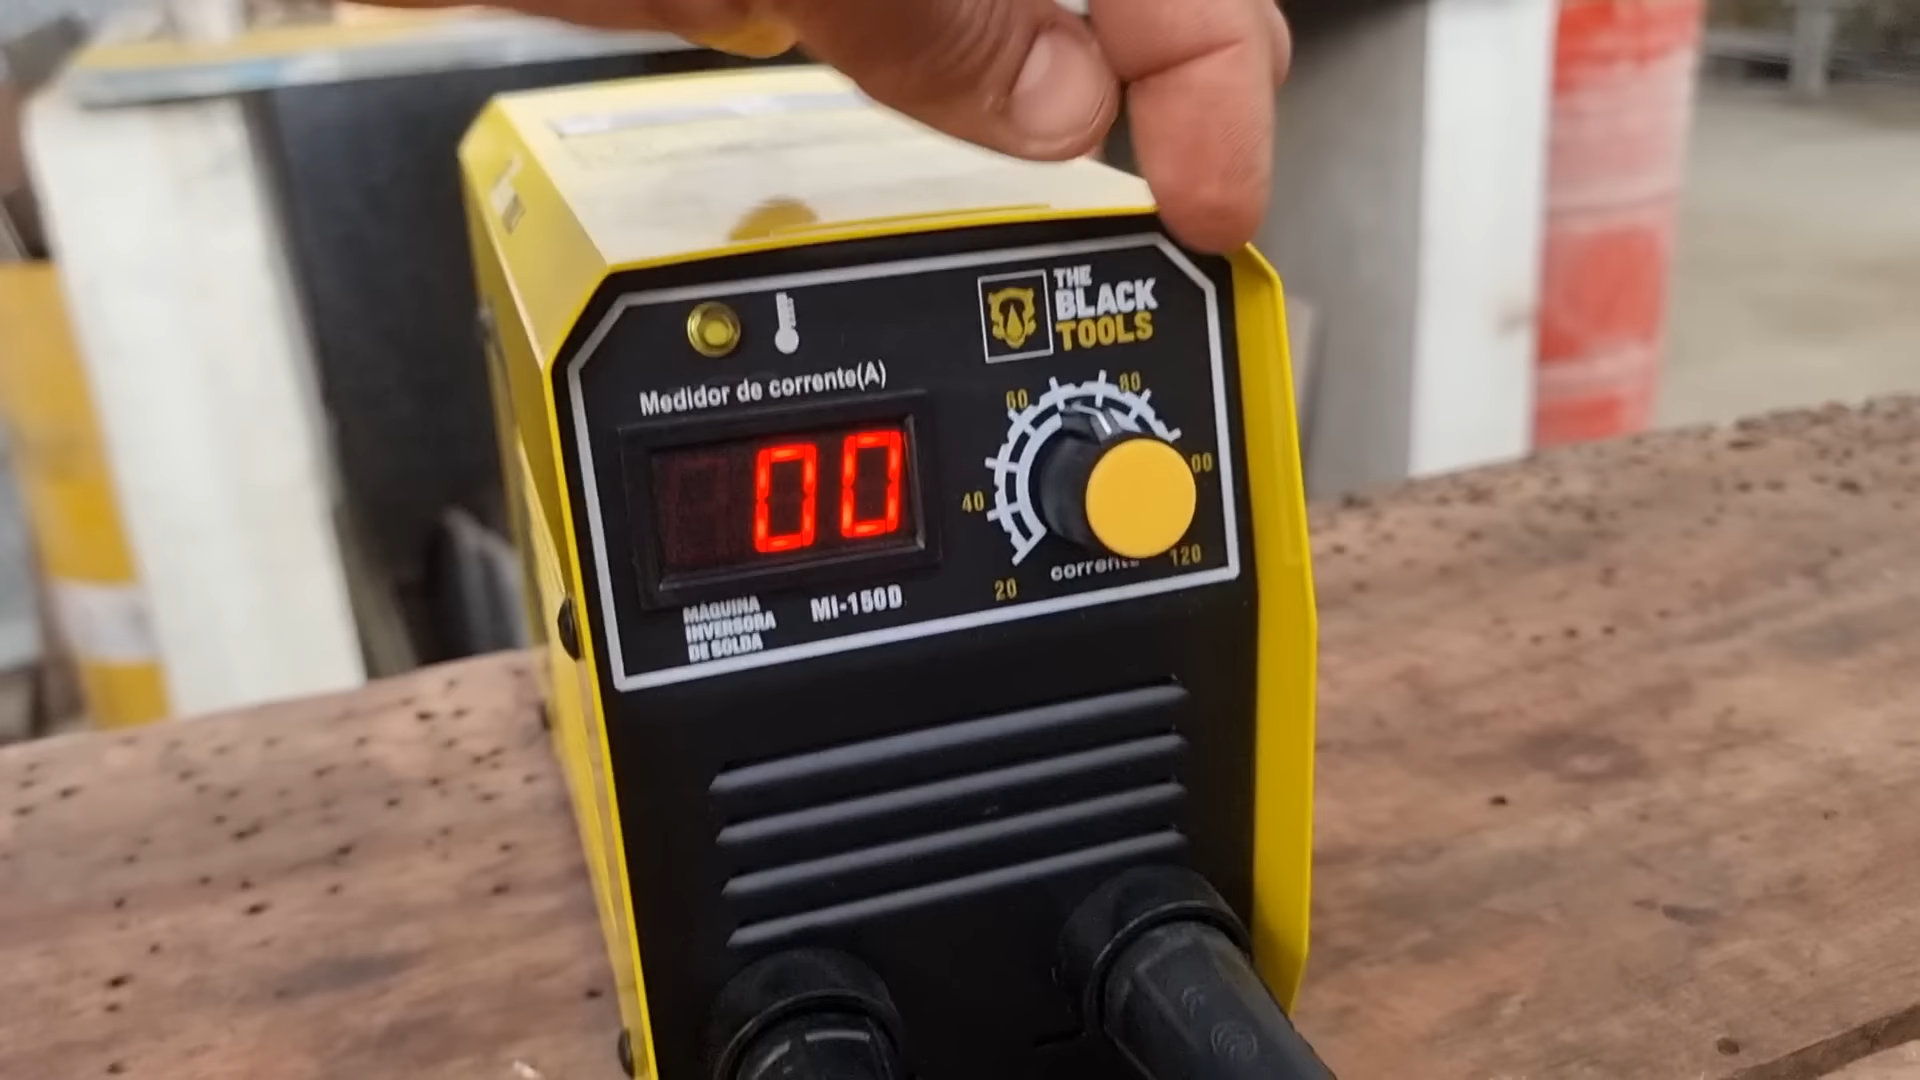 THE
BLACK
TOOLS
Medidor de corrente(A)
00
60
80
40
00
20
120
corrente
MÁQUINA
INVERSORA
DE SOLDA
MI-150D